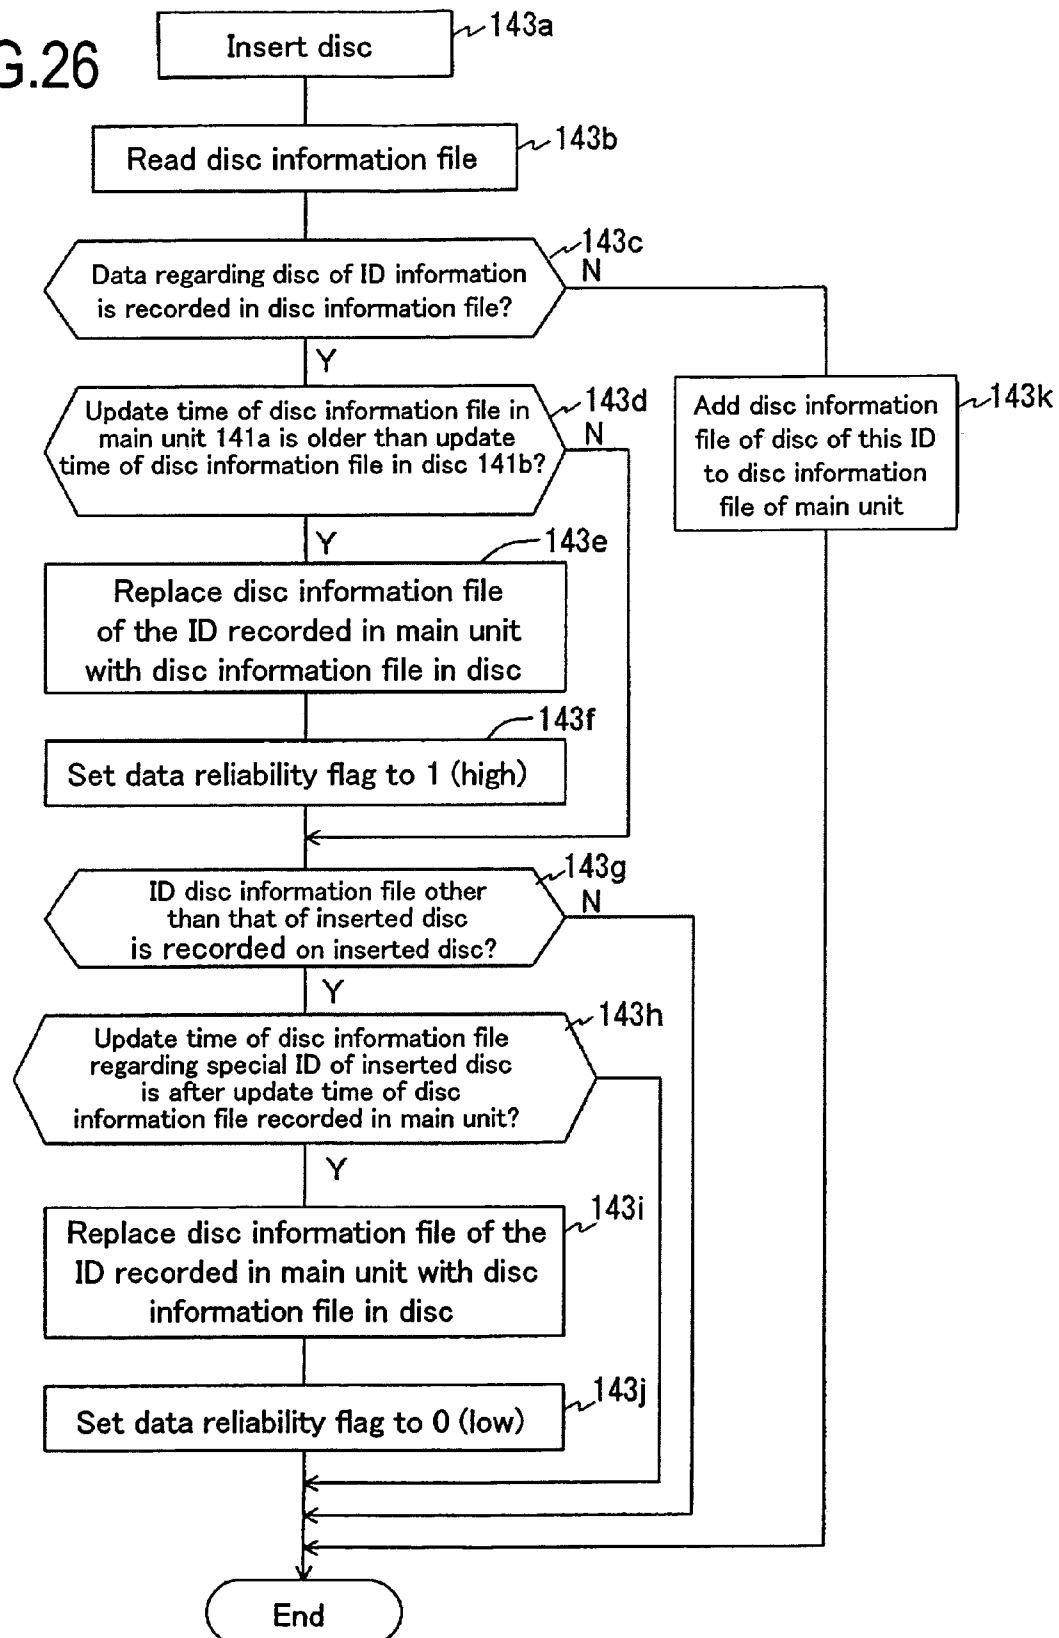 G.26
Insert disc
143a
Read disc information file
143b
Data regarding disc of ID information
is recorded in disc information file?
143c
N
Y
Update time of disc information file in
main unit 141a is older than update
time of disc information file in disc 141b?
143d
N
Add disc information
file of disc of this ID
to disc information
file of main unit
143k
Y
143e
Replace disc information file
of the ID recorded in main unit
with disc information file in disc
143f
Set data reliability flag to 1 (high)
ID disc information file other
than that of inserted disc
is recorded on inserted disc?
143g
N
Y
Update time of disc information file
regarding special ID of inserted disc
is after update time of disc
information file recorded in main unit?
143h
Y
Replace disc information file of the
ID recorded in main unit with disc
information file in disc
143i
Set data reliability flag to 0 (low)
143j
End